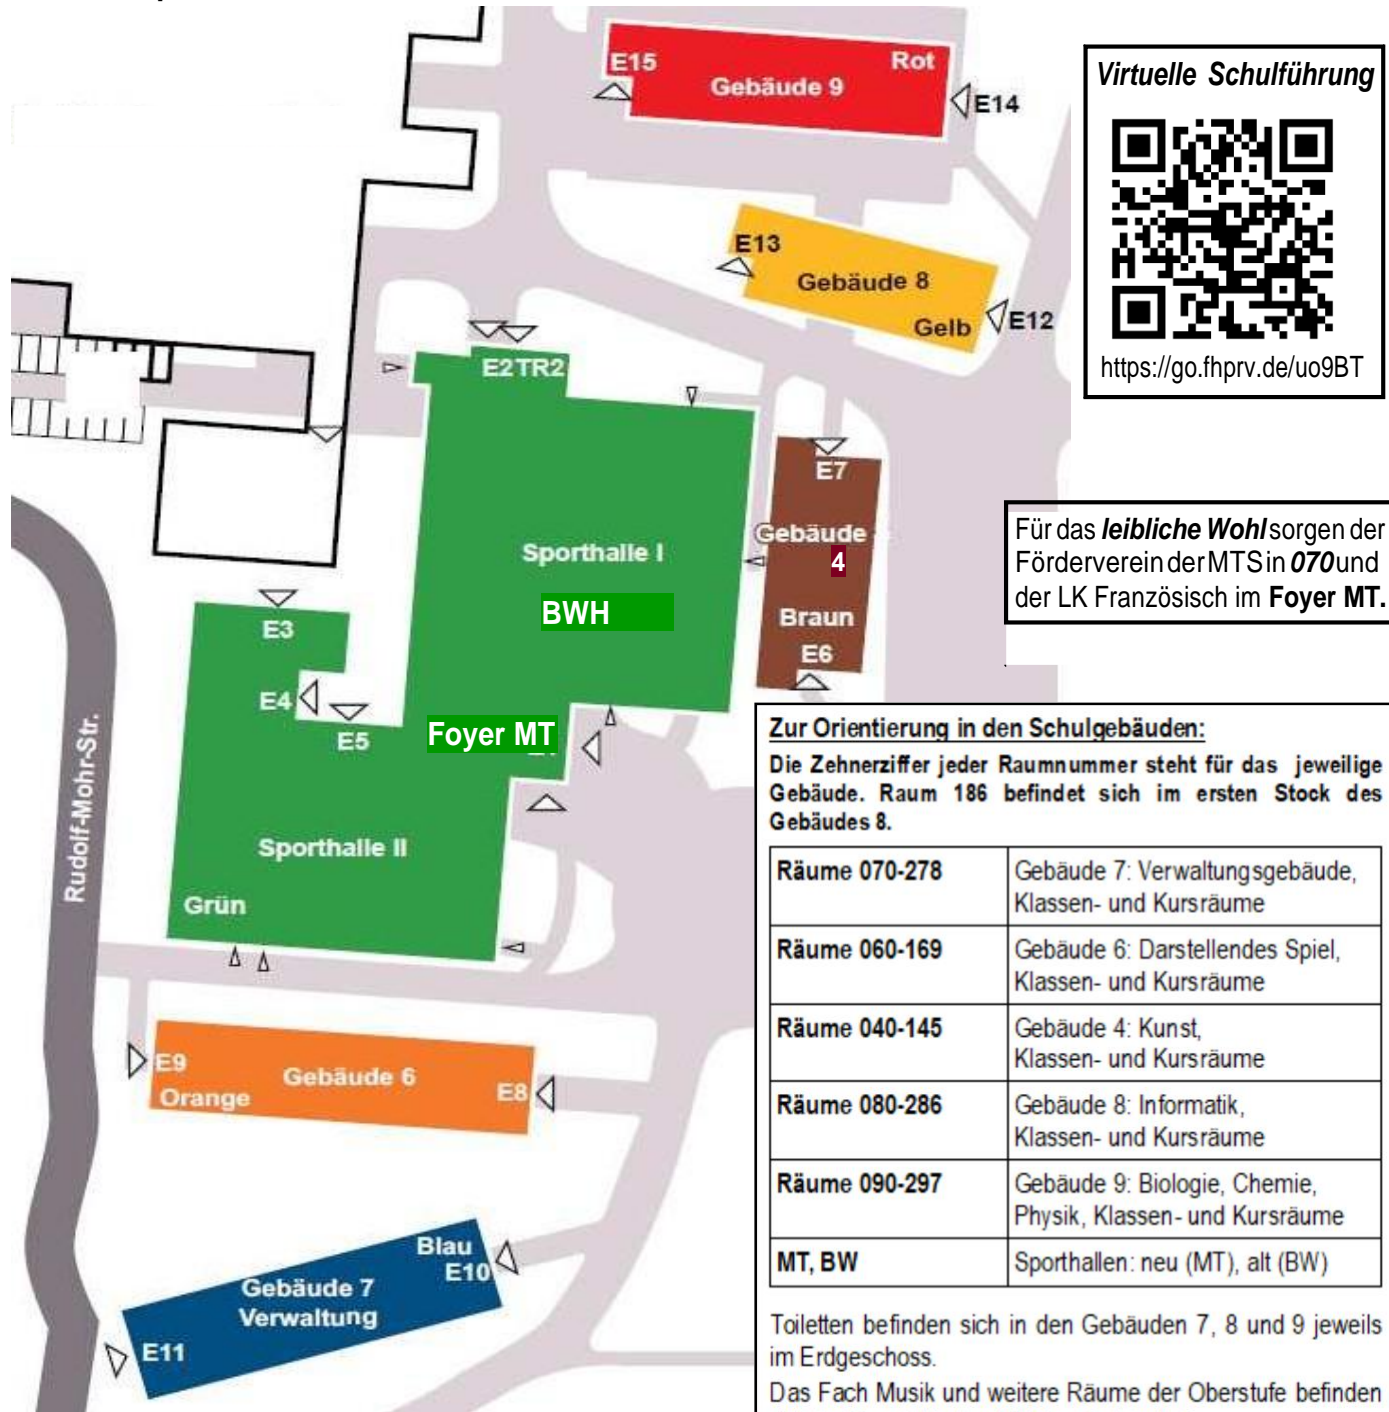 E15
Rot
Gebäude 9
E14
Virtuelle Schulführung
https://go.fhprv.de/uo9BT
E13
Gebäude 8
Gelb
E12
E2 TR2
E7
Gebäude
4
Braun
E6
Sporthalle I
BWH
Für das leibliche Wohl sorgen der
Förderverein der MTS in 070 und
der LK Französisch im Foyer MT.
E3
E4
E5
Foyer MT
Sporthalle II
Grün
Rudolf-Mohr-Str.
E9
Orange
Gebäude 6
E8
Blau
E10
Gebäude 7
Verwaltung
E11
Zur Orientierung in den Schulgebäuden:
Die Zehnerziffer jeder Raumnummer steht für das jeweilige
Gebäude. Raum 186 befindet sich im ersten Stock des
Gebäudes 8.
Räume 070-278 Gebäude 7: Verwaltungsgebäude,
Klassen- und Kursräume
Räume 060-169 Gebäude 6: Darstellendes Spiel,
Klassen- und Kursräume
Räume 040-145 Gebäude 4: Kunst,
Klassen- und Kursräume
Räume 080-286 Gebäude 8: Informatik,
Klassen- und Kursräume
Räume 090-297 Gebäude 9: Biologie, Chemie,
Physik, Klassen- und Kursräume
MT, BW Sporthallen: neu (MT), alt (BW)
Toiletten befinden sich in den Gebäuden 7, 8 und 9 jeweils
im Erdgeschoss.
Das Fach Musik und weitere Räume der Oberstufe befinden